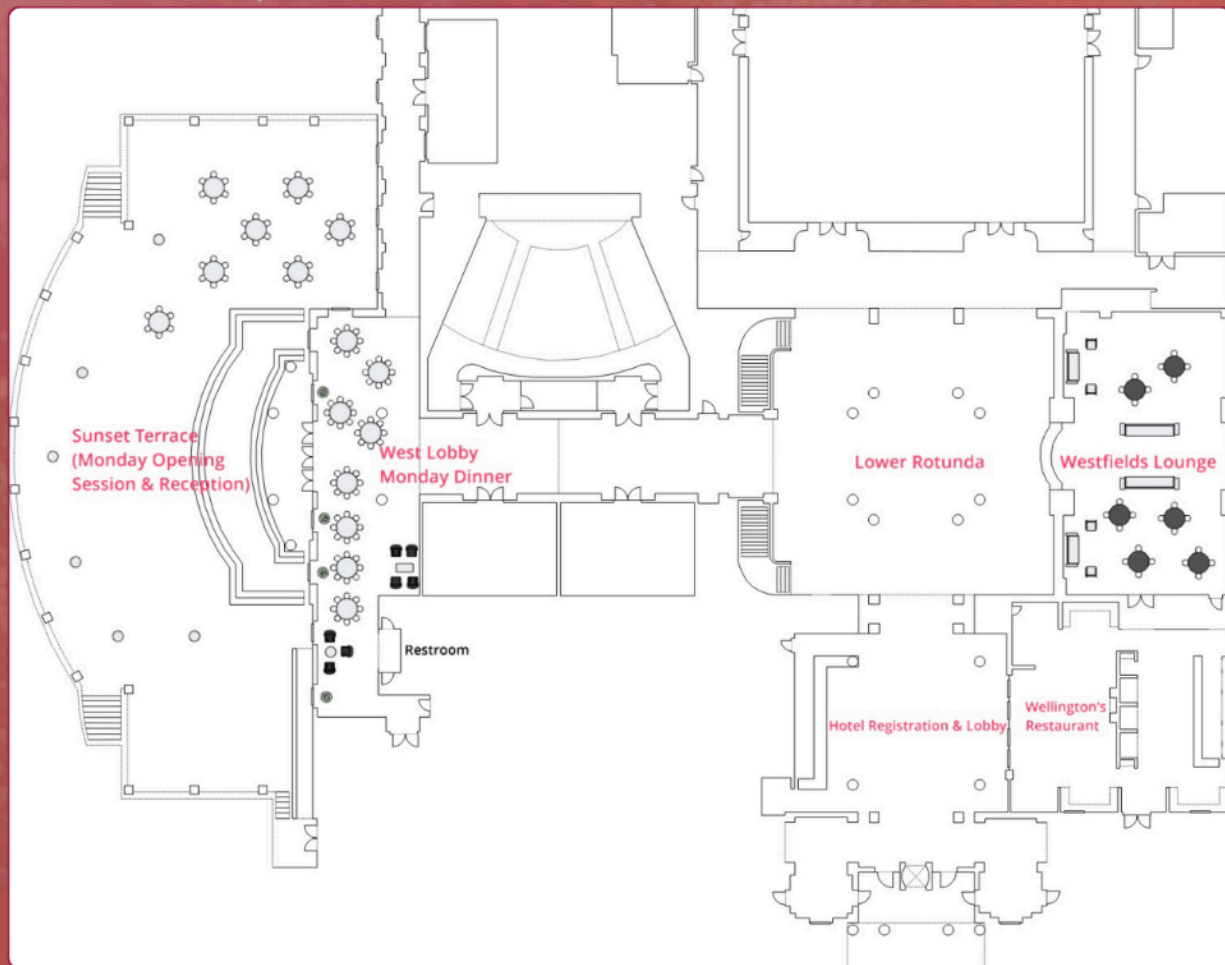 Sunset Terrace
(Monday Opening
Session & Reception)
West Lobby
Monday Dinner
Lower Rotunda
Westfields Lounge
Restroom
Hotel Registration & Lobby
Wellington's
Restaurant